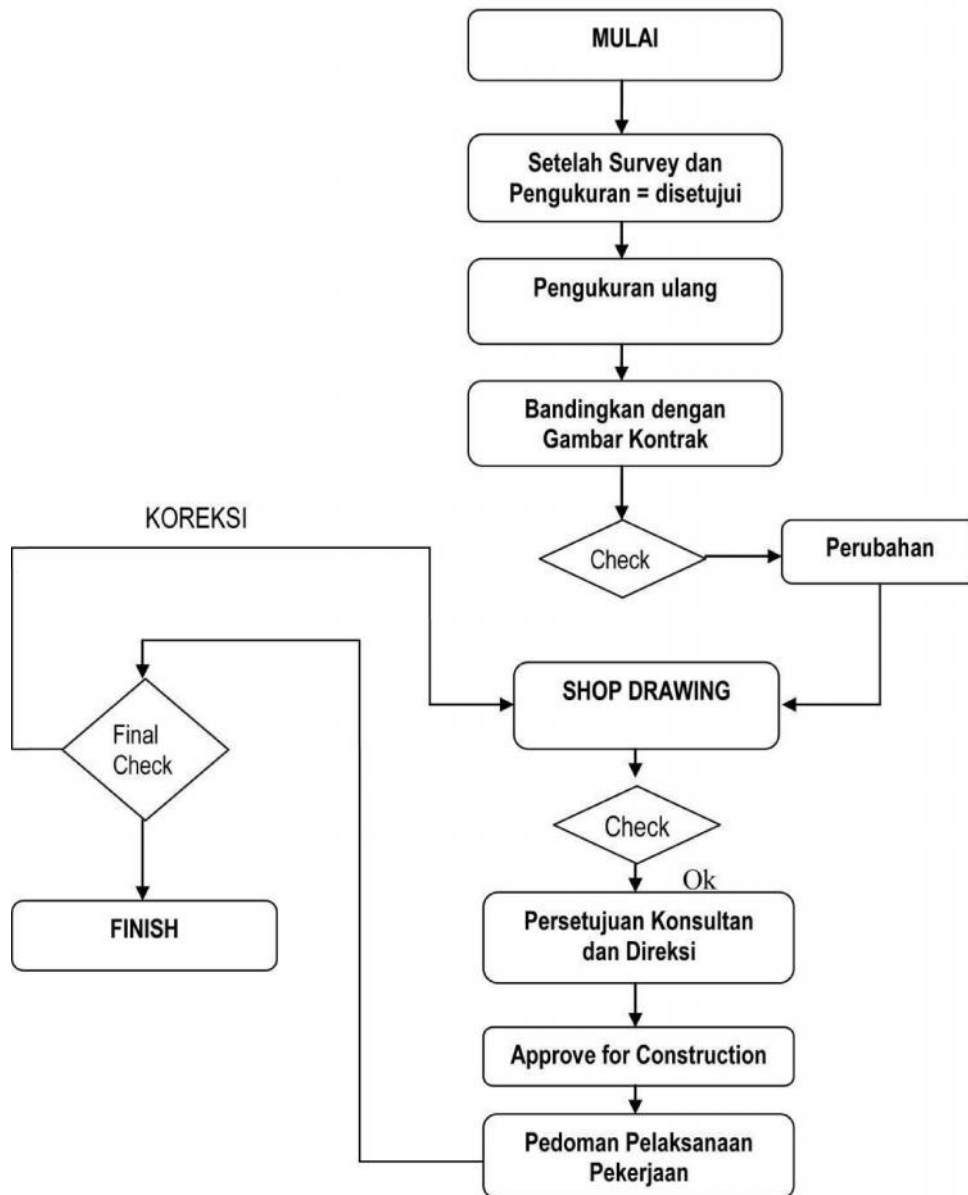 MULAI
Setelah Survey dan
Pengukuran = disetujui
Pengukuran ulang
Bandingkan dengan
Gambar Kontrak
KOREKSI
Check
Perubahan
SHOP DRAWING
Final
Check
Check
Ok
FINISH
Persetujuan Konsultan
dan Direksi
Approve for Construction
Pedoman Pelaksanaan
Pekerjaan